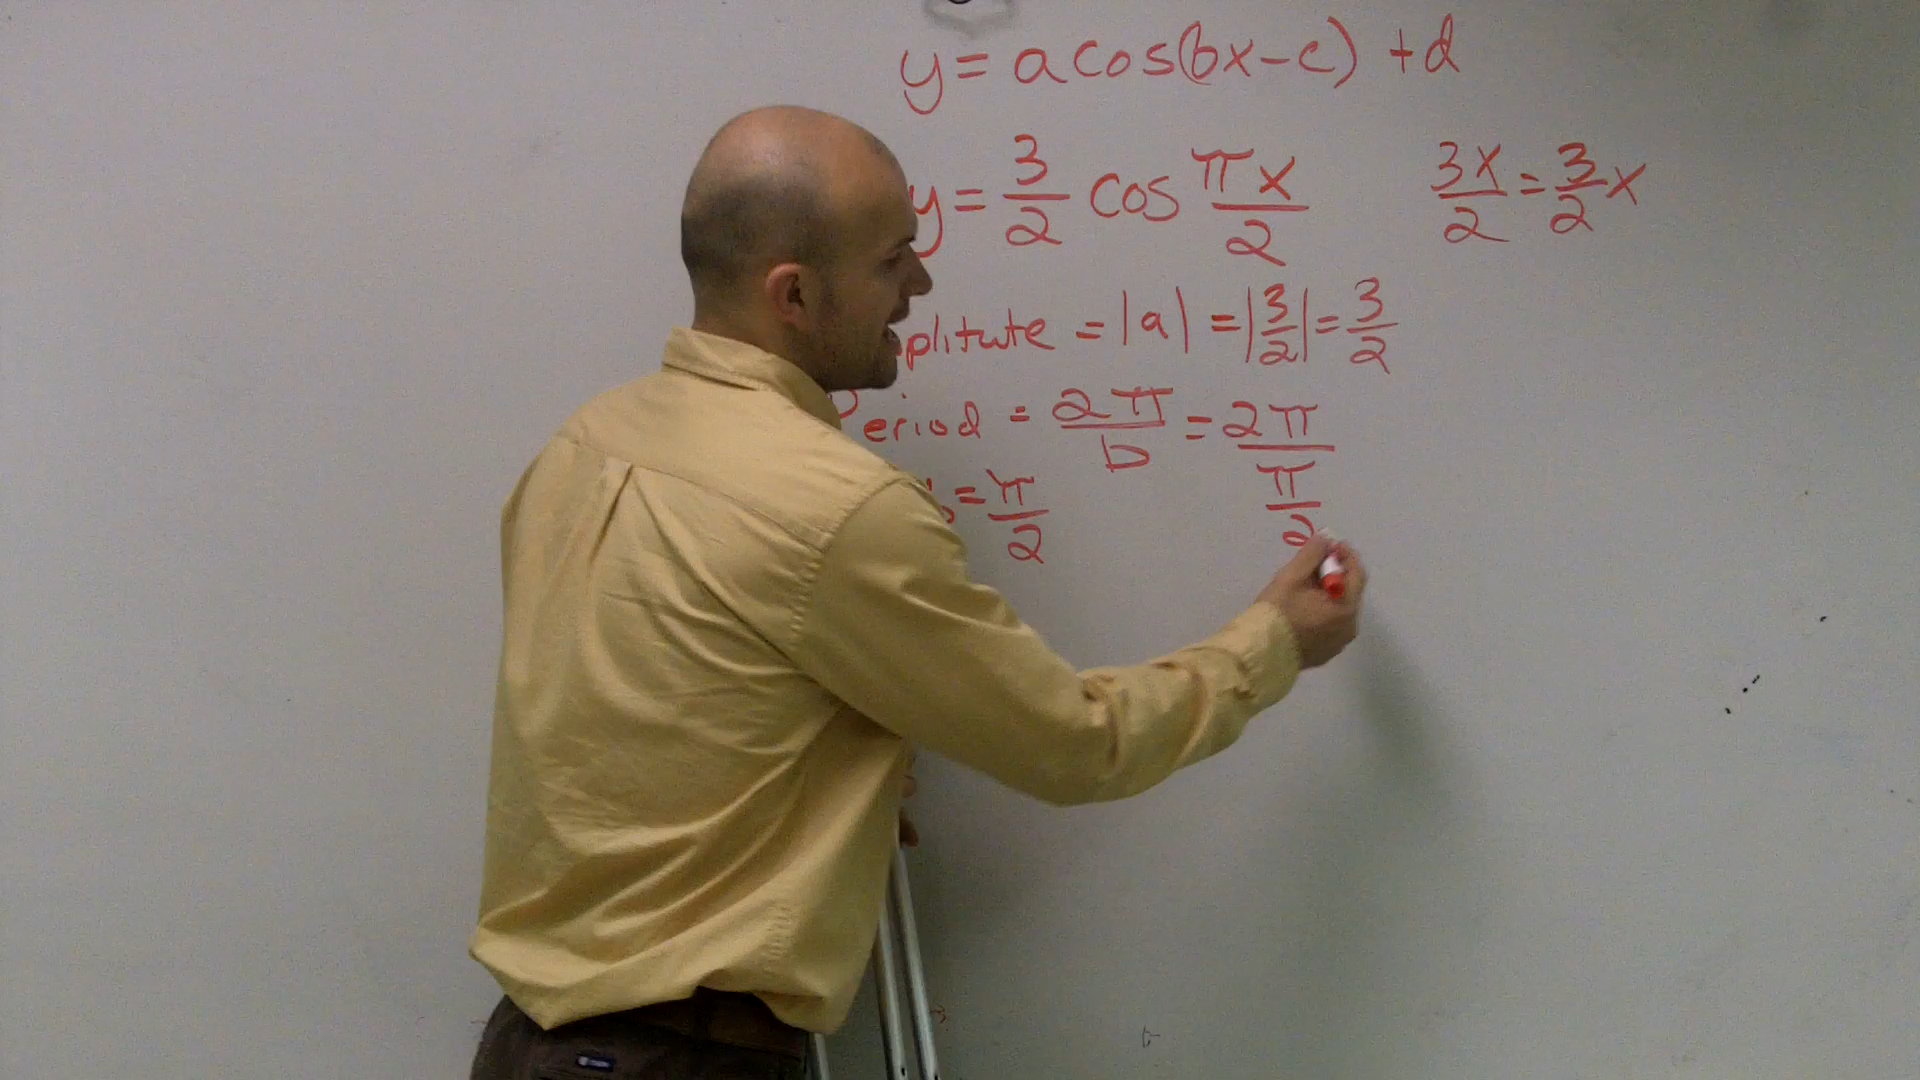 y = a cos(bx - c) + d
y = 3/2 cos πx/2
3x/2 = 3/2 x
plitute = |a| = |3/2| = 3/2
Period = 2π/b = 2π/(π/2)
b = π/2